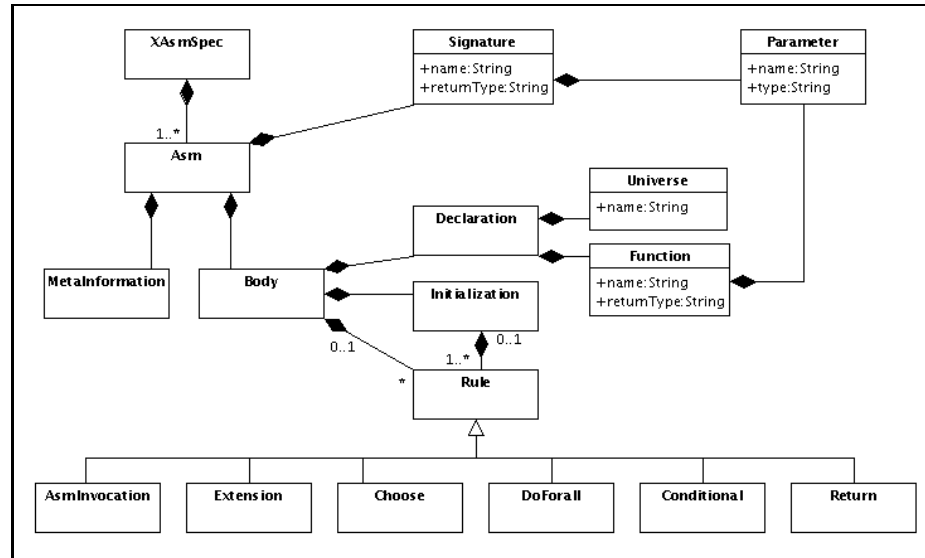 XAsmSpec
Signature
+name:String
+returnType:String
Parameter
+name:String
+type:String
1..*
Asm
Universe
+name:String
Declaration
MetaInformation
Body
Function
+name:String
+returnType:String
Initialization
0..1
0..1
1..*
*
Rule
AsmInvocation
Extension
Choose
DoForall
Conditional
Return